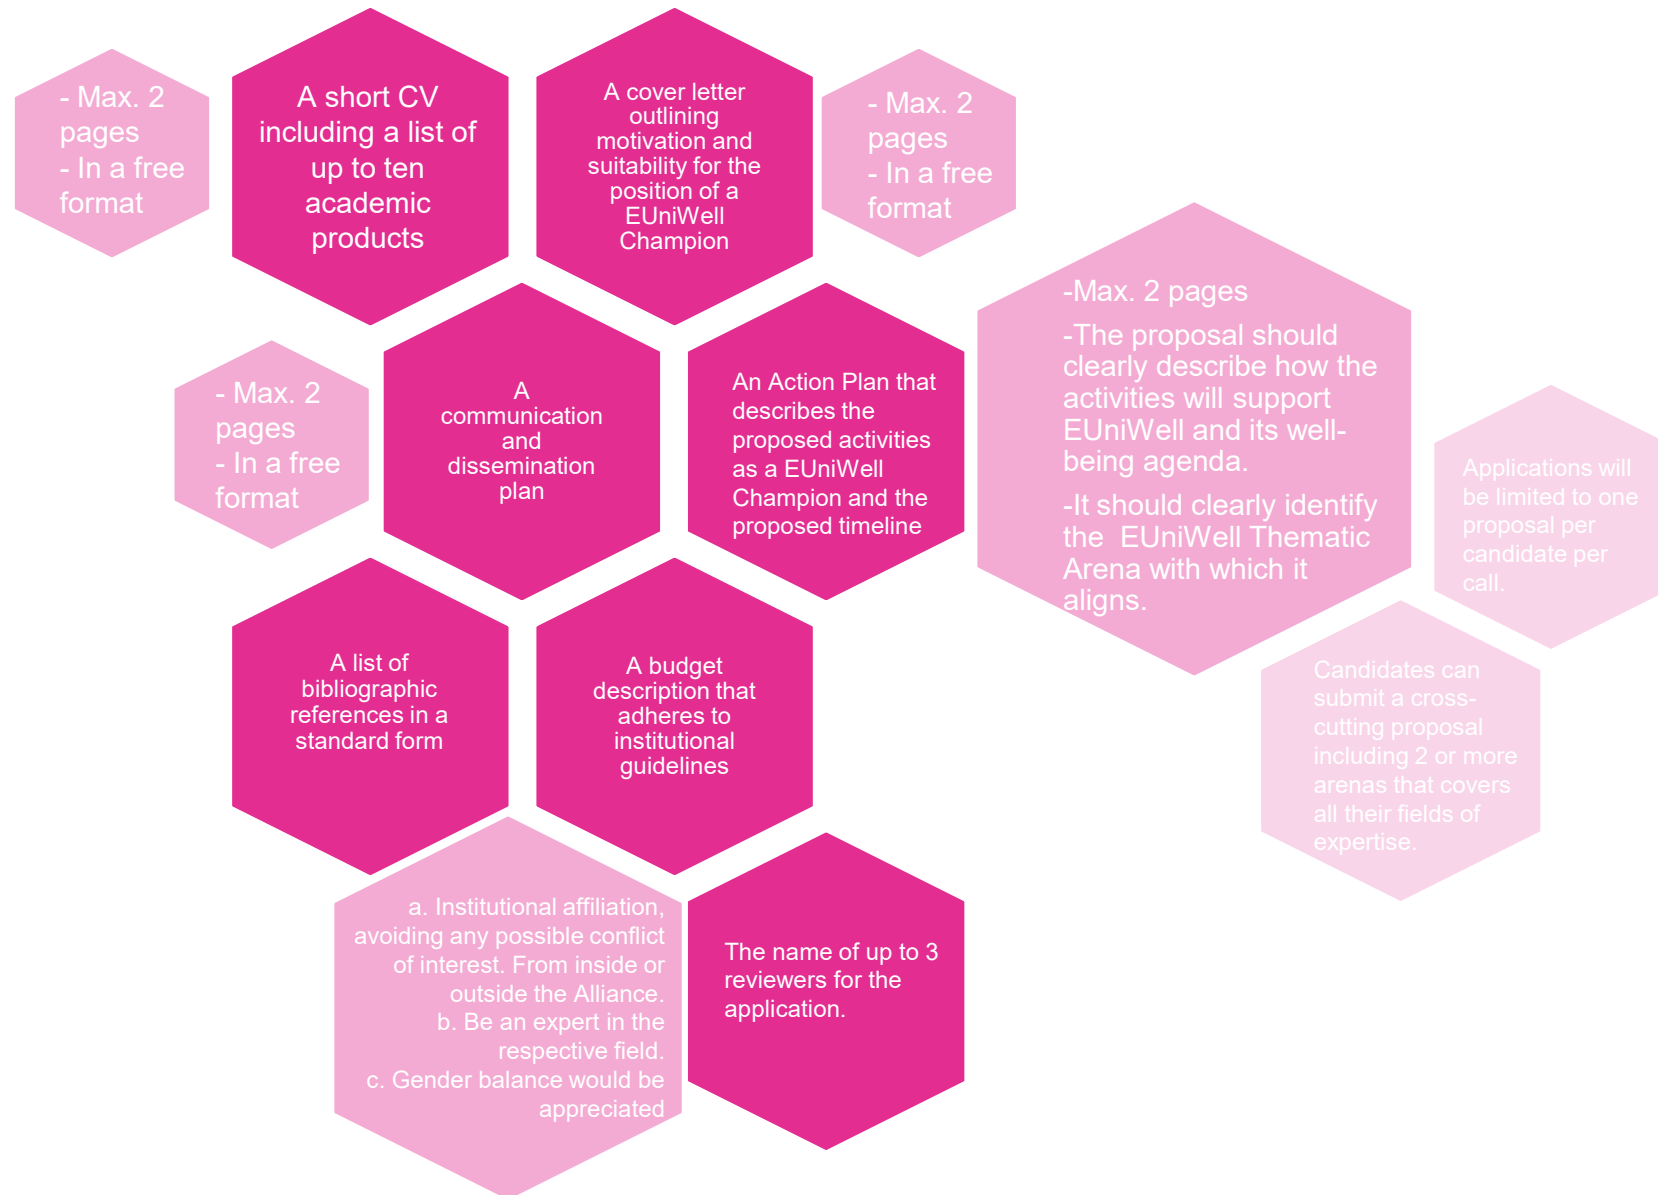 - Max. 2
pages
- In a free
format
A short CV
including a list of
up to ten
academic
products
A cover letter
outlining
motivation and
suitability for the
position of a
EUniWell
Champion
- Max. 2
pages
- In a free
format
- Max. 2
pages
- In a free
format
A
communication
and
dissemination
plan
An Action Plan that
describes the
proposed activities
as a EUniWell
Champion and the
proposed timeline
-Max. 2 pages
-The proposal should
clearly describe how the
activities will support
EUniWell and its well-
being agenda.
-It should clearly identify
the  EUniWell Thematic
Arena with which it
aligns.
Applications will
be limited to one
proposal per
candidate per
call.
Candidates can
submit a cross-
cutting proposal
including 2 or more
arenas that covers
all their fields of
expertise.
A list of
bibliographic
references in a
standard form
A budget
description that
adheres to
institutional
guidelines
a. Institutional affiliation,
avoiding any possible conflict
of interest. From inside or
outside the Alliance.
b. Be an expert in the
respective field.
c. Gender balance would be
appreciated
The name of up to 3
reviewers for the
application.